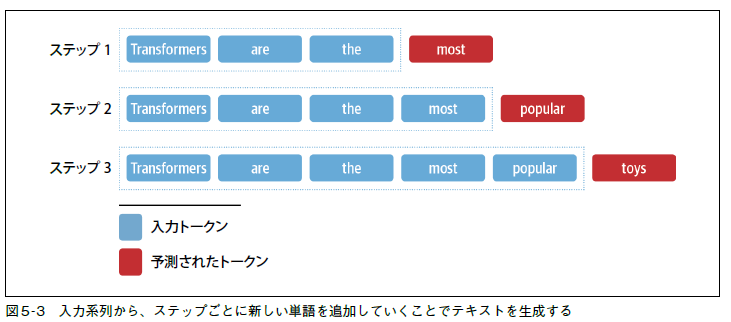 ステップ 1 Transformers are the most
ステップ 2 Transformers are the most popular
ステップ 3 Transformers are the most popular toys
入力トークン
予測されたトークン
図5-3 入力系列から、ステップごとに新しい単語を追加していくことでテキストを生成する